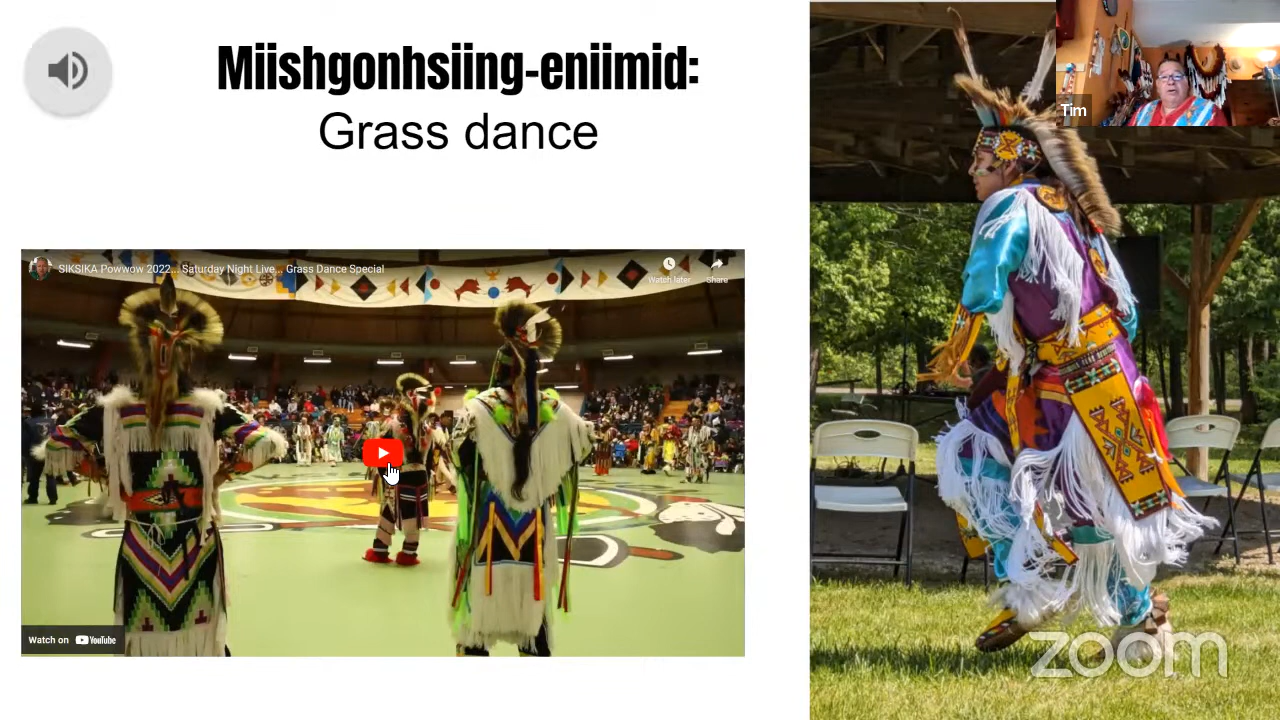 Miishgonhsiing-eniimid:
Grass dance
SIKSIKA Powwow 2022... Saturday Night Live... Grass Dance Special
Watch later
Share
Watch on YouTube
Tim
zoom